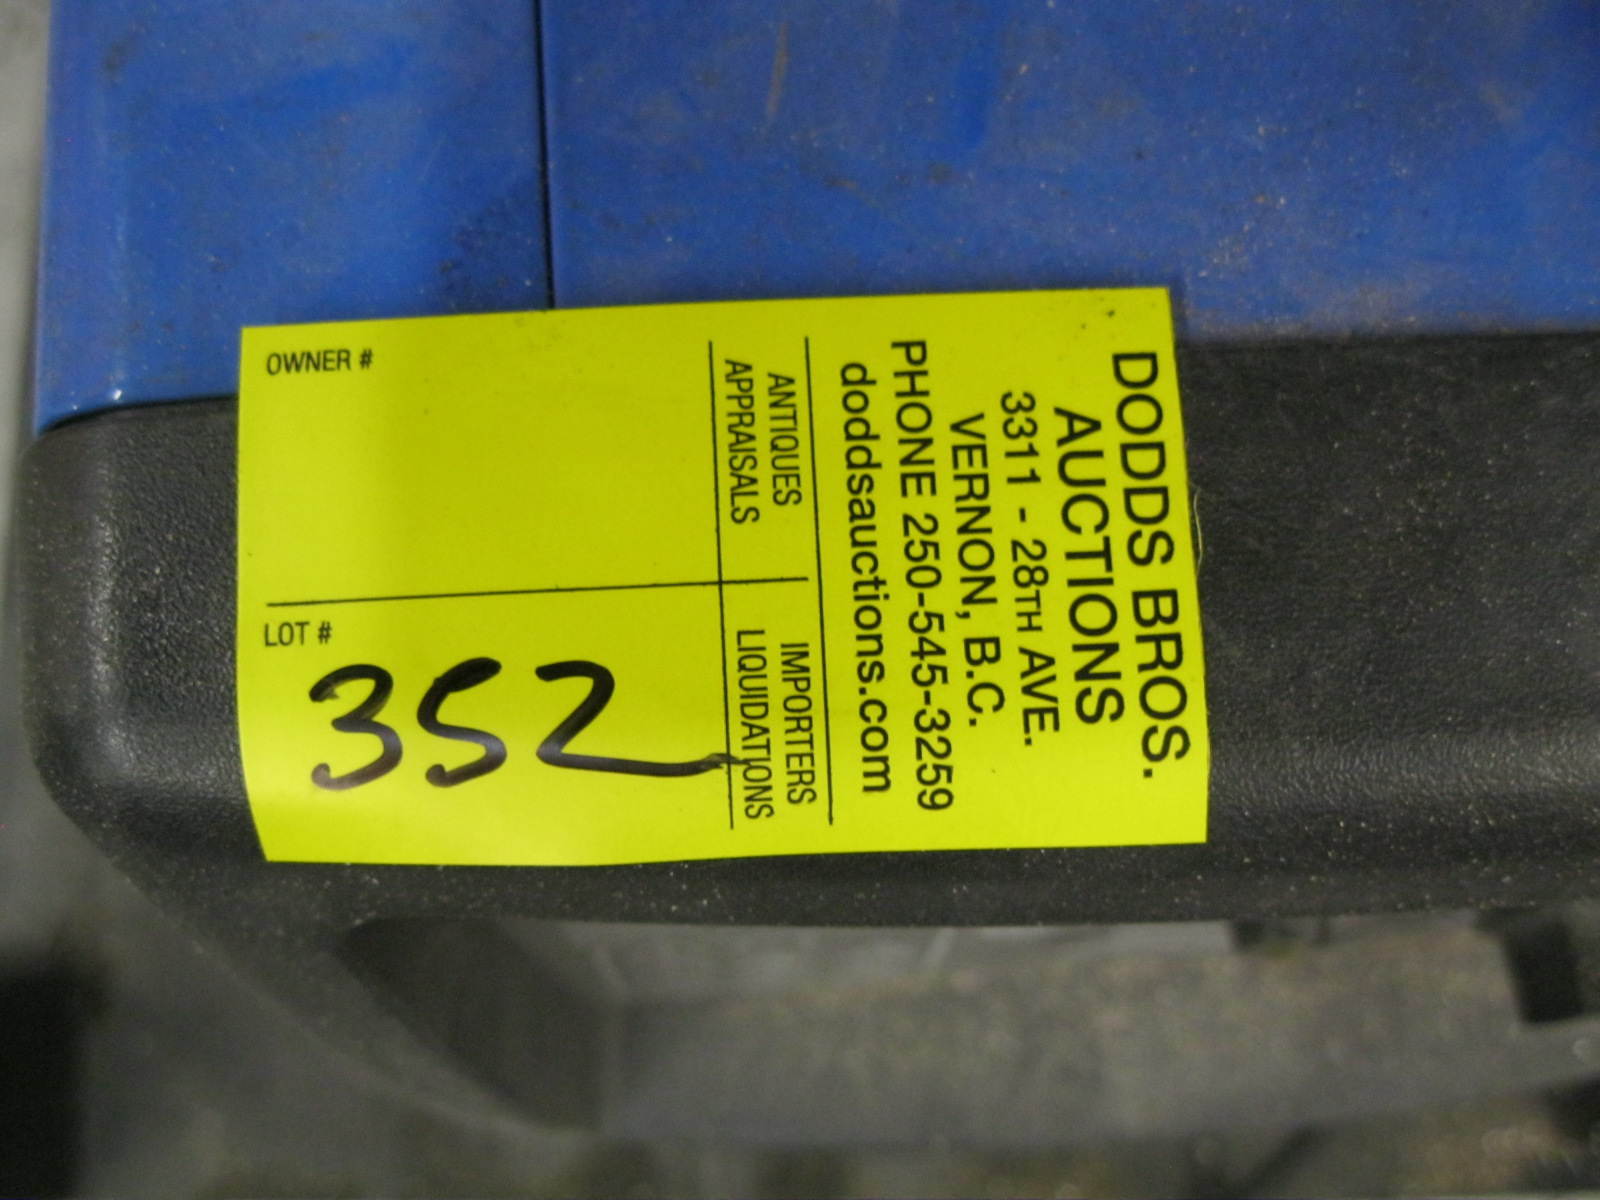 DODDS BROS.
AUCTIONS
3311 - 28TH AVE.
VERNON, B.C.
PHONE 250-545-3259
doddsauctions.com
ANTIQUES IMPORTERS
APPRAISALS LIQUIDATIONS
OWNER #
LOT #
352